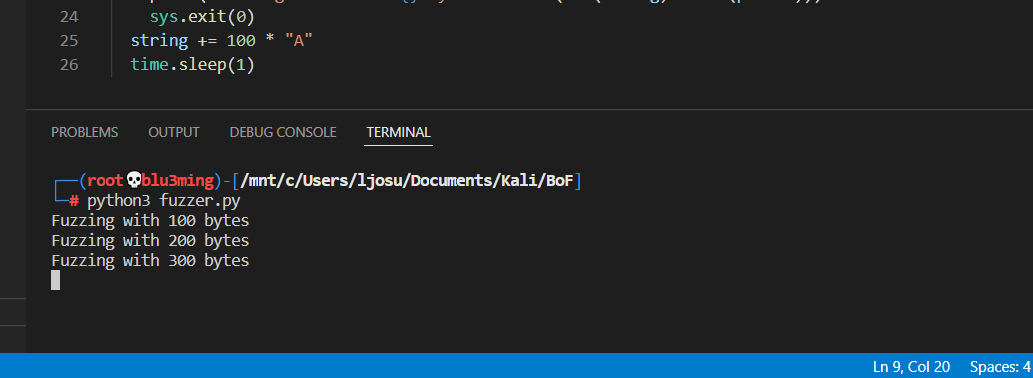 24 sys.exit(0)
25 string += 100 * "A"
26 time.sleep(1)
PROBLEMS OUTPUT DEBUG CONSOLE TERMINAL
┌──(root💀blu3ming)-[/mnt/c/Users/ljosu/Documents/Kali/BoF]
└─# python3 fuzzer.py
Fuzzing with 100 bytes
Fuzzing with 200 bytes
Fuzzing with 300 bytes
Ln 9, Col 20 Spaces: 4